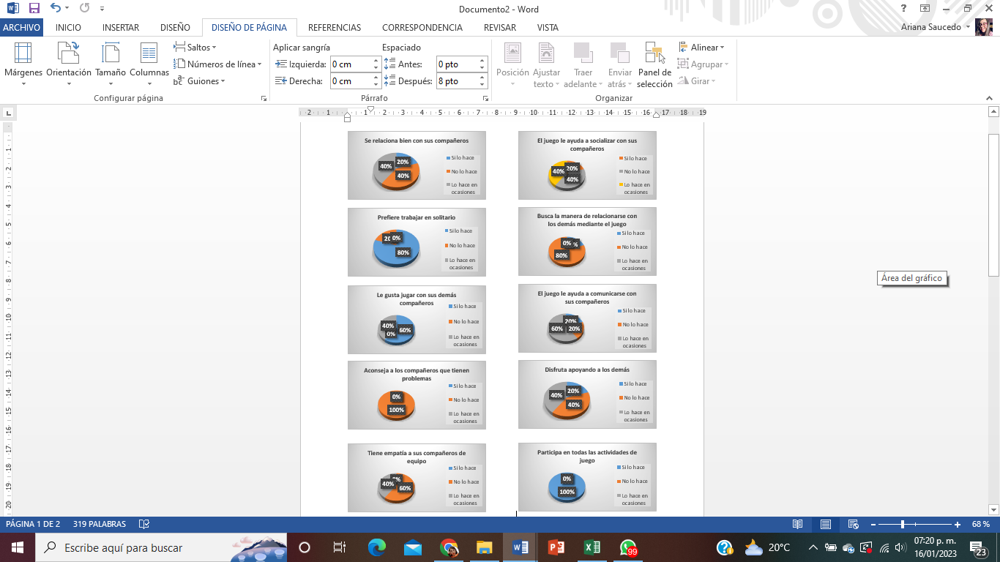 Documento2 - Word
ARCHIVO INICIO INSERTAR DISEÑO DISEÑO DE PÁGINA REFERENCIAS CORRESPONDENCIA REVISAR VISTA
Ariana Saucedo
Márgenes Orientación Tamaño Columnas
Saltos
Números de línea
Guiones
Configurar página
Aplicar sangría
Izquierda: 0 cm
Derecha: 0 cm
Espaciado
Antes: 0 pto
Después: 8 pto
Párrafo
Posición
Ajustar
texto
Traer
adelante
Enviar
atrás
Panel de
selección
Alinear
Agrupar
Girar
Organizar
2 1 1 2 3 4 5 6 7 8 9 10 11 12 13 14 15 16 17 18 19
1
2
3
4
5
6
7
8
9
10
11
12
13
14
15
16
17
18
19
20
Se relaciona bien con sus compañeros
20%
40%
40%
Si lo hace
No lo hace
Lo hace en
ocasiones
El juego le ayuda a socializar con sus
compañeros
40% 20%
40%
Si lo hace
No lo hace
Lo hace en
ocasiones
Prefiere trabajar en solitario
0%
80%
Si lo hace
No lo hace
Lo hace en
ocasiones
Busca la manera de relacionarse con
los demás mediante el juego
0%
80%
Si lo hace
No lo hace
Lo hace en
ocasiones
Le gusta jugar con sus demás
compañeros
40%
0% 60%
Si lo hace
No lo hace
Lo hace en
ocasiones
El juego le ayuda a comunicarse con
sus compañeros
20%
60% 20%
Si lo hace
No lo hace
Lo hace en
ocasiones
Aconseja a los compañeros que tienen
problemas
0%
100%
Si lo hace
No lo hace
Lo hace en
ocasiones
Disfruta apoyando a los demás
20%
40%
40%
Si lo hace
No lo hace
Lo hace en
ocasiones
Tiene empatía a sus compañeros de
equipo
0%
40%
60%
Si lo hace
No lo hace
Lo hace en
ocasiones
Participa en todas las actividades de
juego
0%
100%
Si lo hace
No lo hace
Lo hace en
ocasiones
Área del gráfico
PÁGINA 1 DE 2 319 PALABRAS 68 %
Escribe aquí para buscar
99
20°C
07:20 p. m.
16/01/2023
23